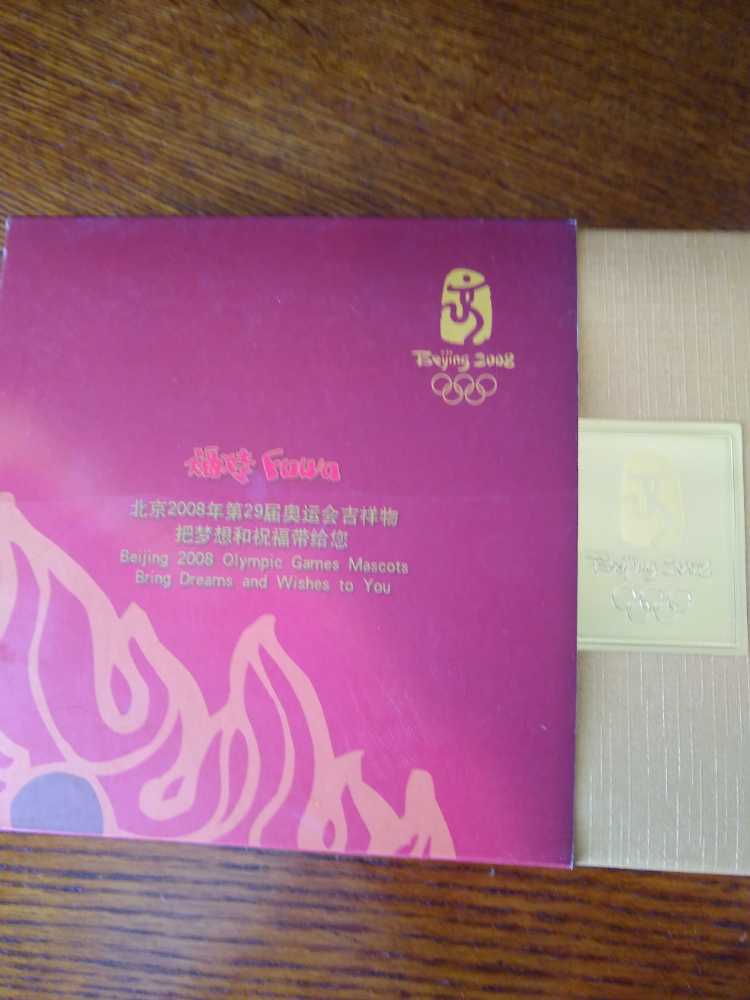 Beijing 2008
福娃 Fuwa
北京2008年第29届奥运会吉祥物
把梦想和祝福带给您
Beijing 2008 Olympic Games Mascots
Bring Dreams and Wishes to You
Beijing 2008